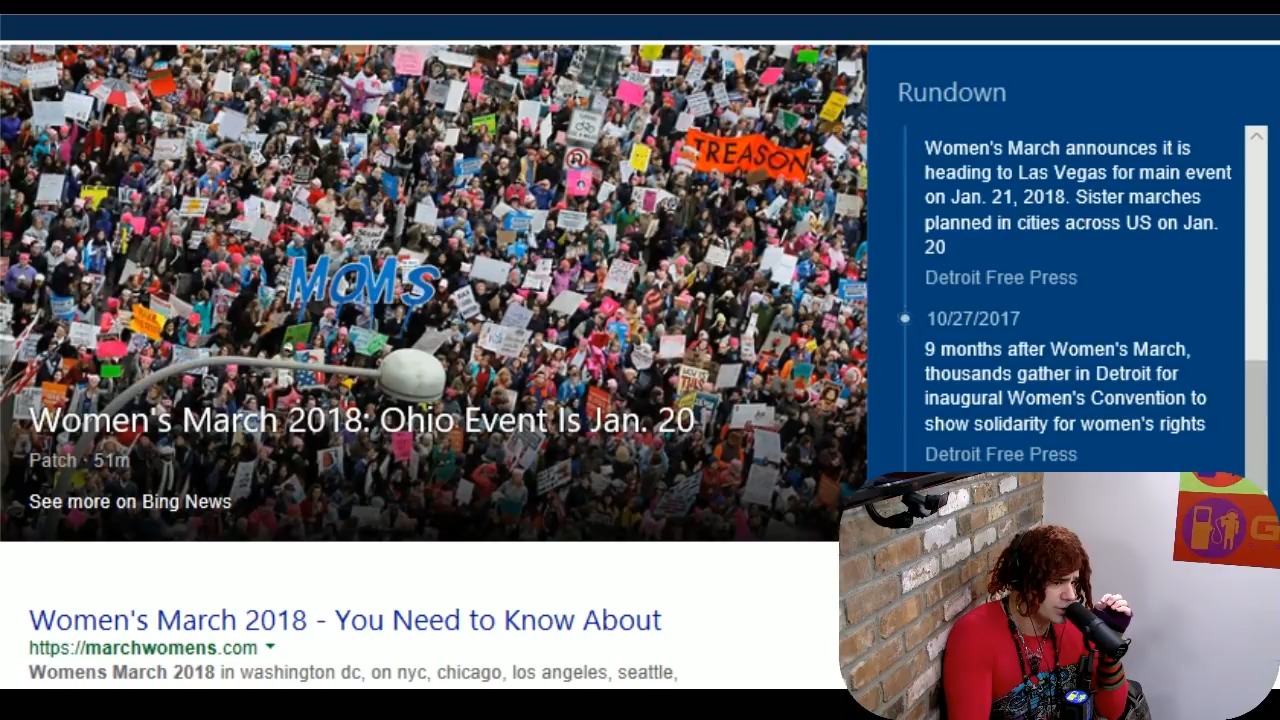 TREASON
MOMS
Women's March 2018: Ohio Event Is Jan. 20
Patch · 51m
See more on Bing News
Rundown
Women's March announces it is
heading to Las Vegas for main event
on Jan. 21, 2018. Sister marches
planned in cities across US on Jan.
20
Detroit Free Press
10/27/2017
9 months after Women's March,
thousands gather in Detroit for
inaugural Women's Convention to
show solidarity for women's rights
Detroit Free Press
Women's March 2018 - You Need to Know About
https://marchwomens.com
Womens March 2018 in washington dc, on nyc, chicago, los angeles, seattle,
G